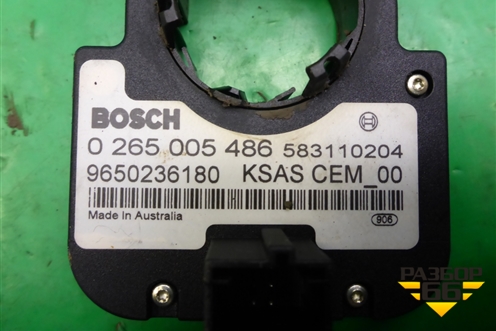 BOSCH
0 265 005 486 583110204
9650236180 KSAS CEM_00
Made in Australia
906
РАЗБОР
66